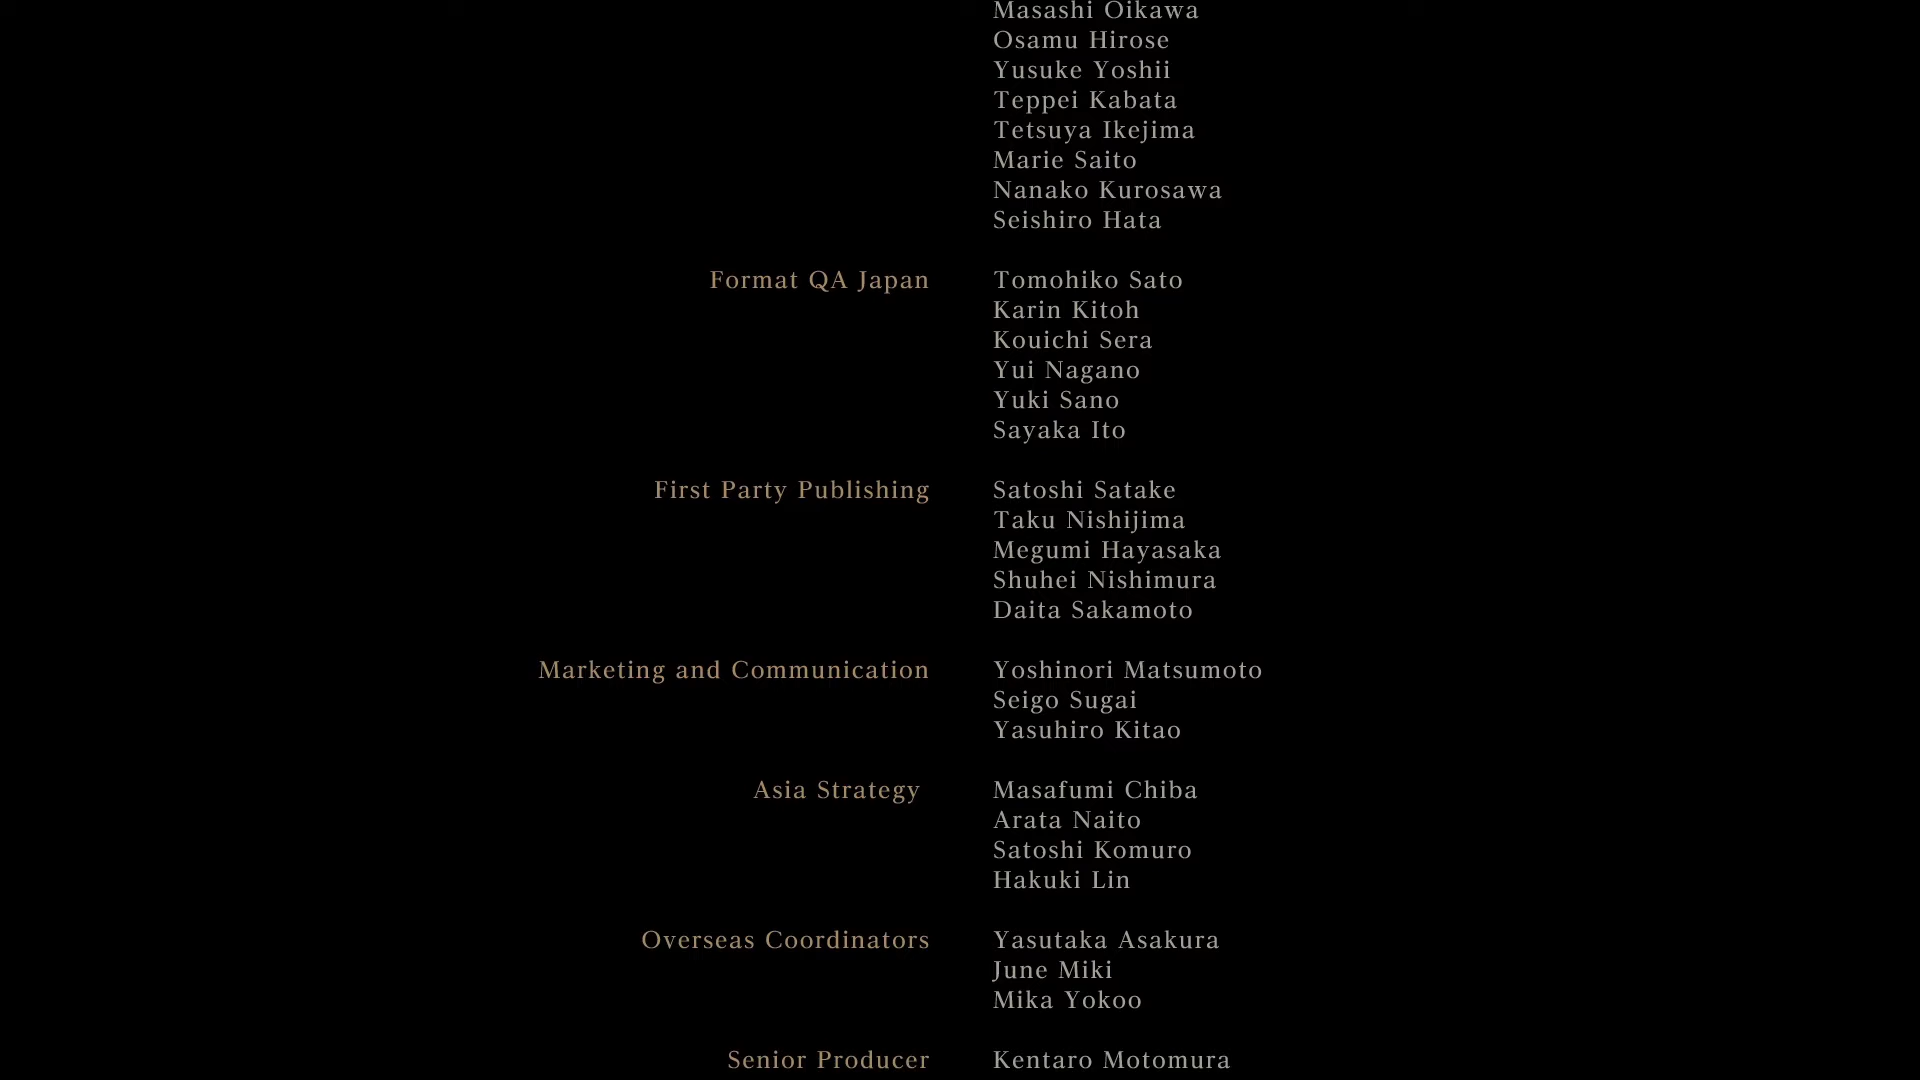 Masashi Oikawa
Osamu Hirose
Yusuke Yoshii
Teppei Kabata
Tetsuya Ikejima
Marie Saito
Nanako Kurosawa
Seishiro Hata
Format QA Japan Tomohiko Sato
Karin Kitoh
Kouichi Sera
Yui Nagano
Yuki Sano
Sayaka Ito
First Party Publishing Satoshi Satake
Taku Nishijima
Megumi Hayasaka
Shuhei Nishimura
Daita Sakamoto
Marketing and Communication Yoshinori Matsumoto
Seigo Sugai
Yasuhiro Kitao
Asia Strategy Masafumi Chiba
Arata Naito
Satoshi Komuro
Hakuki Lin
Overseas Coordinators Yasutaka Asakura
June Miki
Mika Yokoo
Senior Producer Kentaro Motomura